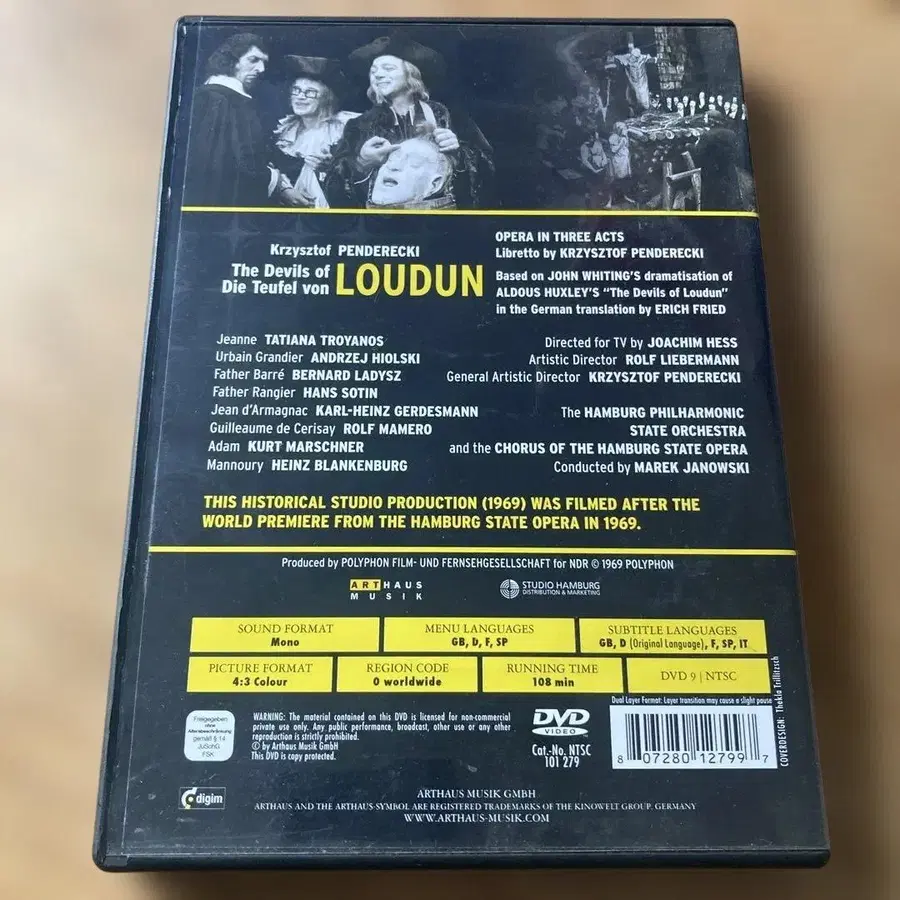 Krzysztof PENDERECKI
The Devils of
Die Teufel von LOUDUN
OPERA IN THREE ACTS
Libretto by KRZYSZTOF PENDERECKI
Based on JOHN WHITING'S dramatisation of
ALDOUS HUXLEY'S "The Devils of Loudun"
in the German translation by ERICH FRIED
Jeanne TATIANA TROYANOS
Urbain Grandier ANDRZEJ HIOLSKI
Father Barré BERNARD LADYSZ
Father Rangier HANS SOTIN
Jean d'Armagnac KARL-HEINZ GERDESMANN
Guilleaume de Cerisay ROLF MAMERO
Adam KURT MARSCHNER
Mannoury HEINZ BLANKENBURG
Directed for TV by JOACHIM HESS
Artistic Director ROLF LIEBERMANN
General Artistic Director KRZYSZTOF PENDERECKI
The HAMBURG PHILHARMONIC
STATE ORCHESTRA
and the CHORUS OF THE HAMBURG STATE OPERA
Conducted by MAREK JANOWSKI
THIS HISTORICAL STUDIO PRODUCTION (1969) WAS FILMED AFTER THE
WORLD PREMIERE FROM THE HAMBURG STATE OPERA IN 1969.
Produced by POLYPHON FILM- UND FERNSEHGESELLSCHAFT for NDR © 1969 POLYPHON
ARTHAUS
MUSIK
STUDIO HAMBURG
DISTRIBUTION & MARKETING
SOUND FORMAT
Mono
MENU LANGUAGES
GB, D, F, SP
SUBTITLE LANGUAGES
GB, D (Original Language), F, SP, IT
PICTURE FORMAT
4:3 Colour
REGION CODE
0 worldwide
RUNNING TIME
108 min
DVD 9 | NTSC
Dual Layer Format: Layer transition may cause a slight pause
Freigegeben
ohne
Altersbeschränkung
gemäß § 14
JuSchG
FSK
WARNING: The material contained on this DVD is licensed for non-commercial
private use only. Any public performance, broadcast, other use or any other
reproduction is strictly prohibited.
© by Arthaus Musik GmbH
This DVD is copy protected.
DVD
VIDEO
Cat.-No. NTSC
101 279
8 07280 12799 7
COVERDESIGN: Thekla Trillitzsch
digim
ARTHAUS MUSIK GMBH
ARTHAUS AND THE ARTHAUS-SYMBOL ARE REGISTERED TRADEMARKS OF THE KINOWELT GROUP, GERMANY
WWW.ARTHAUS-MUSIK.COM